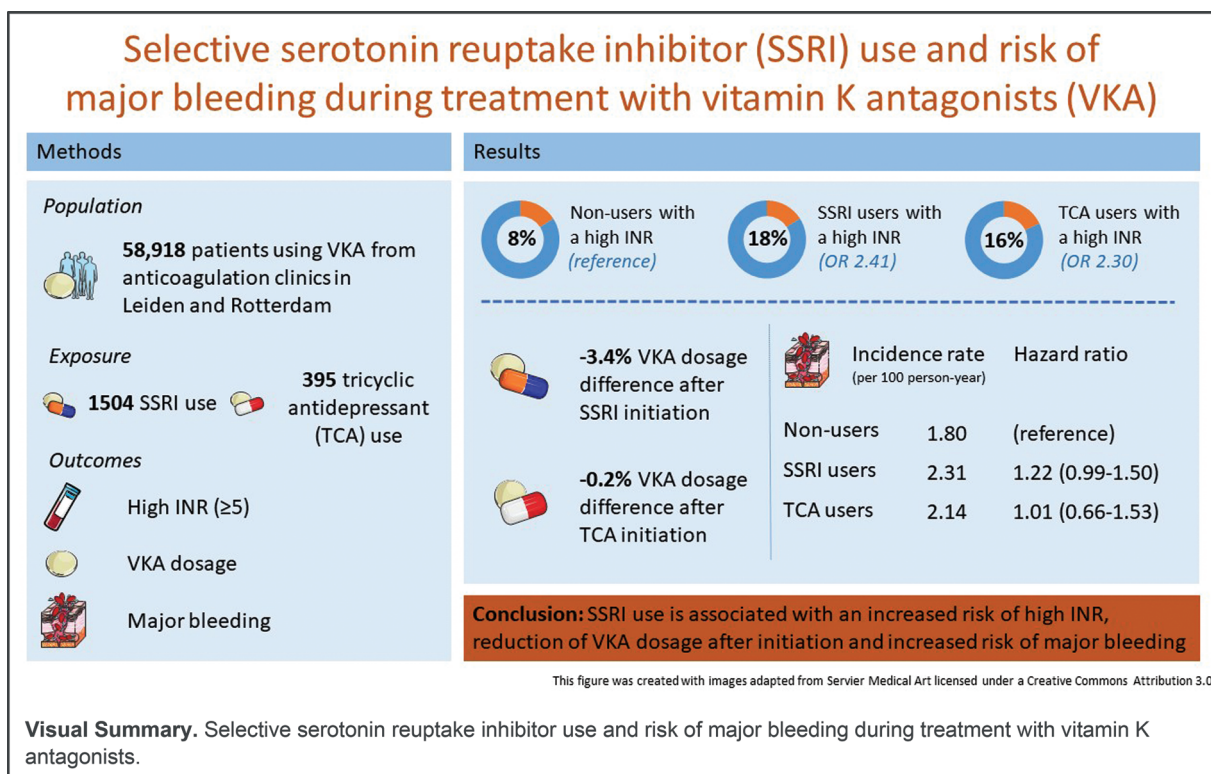 Selective serotonin reuptake inhibitor (SSRI) use and risk of
major bleeding during treatment with vitamin K antagonists (VKA)
Methods
Population
58,918 patients using VKA from
anticoagulation clinics in
Leiden and Rotterdam
Exposure
1504 SSRI use
395 tricyclic
antidepressant
(TCA) use
Outcomes
High INR (≥5)
VKA dosage
Major bleeding
Results
8%
Non-users with
a high INR
(reference)
18%
SSRI users with
a high INR
(OR 2.41)
16%
TCA users with
a high INR
(OR 2.30)
-3.4% VKA dosage
difference after
SSRI initiation
-0.2% VKA dosage
difference after
TCA initiation
Incidence rate Hazard ratio
(per 100 person-year)
Non-users 1.80 (reference)
SSRI users 2.31 1.22 (0.99-1.50)
TCA users 2.14 1.01 (0.66-1.53)
Conclusion: SSRI use is associated with an increased risk of high INR,
reduction of VKA dosage after initiation and increased risk of major bleeding
This figure was created with images adapted from Servier Medical Art licensed under a Creative Commons Attribution 3.0
Visual Summary. Selective serotonin reuptake inhibitor use and risk of major bleeding during treatment with vitamin K
antagonists.